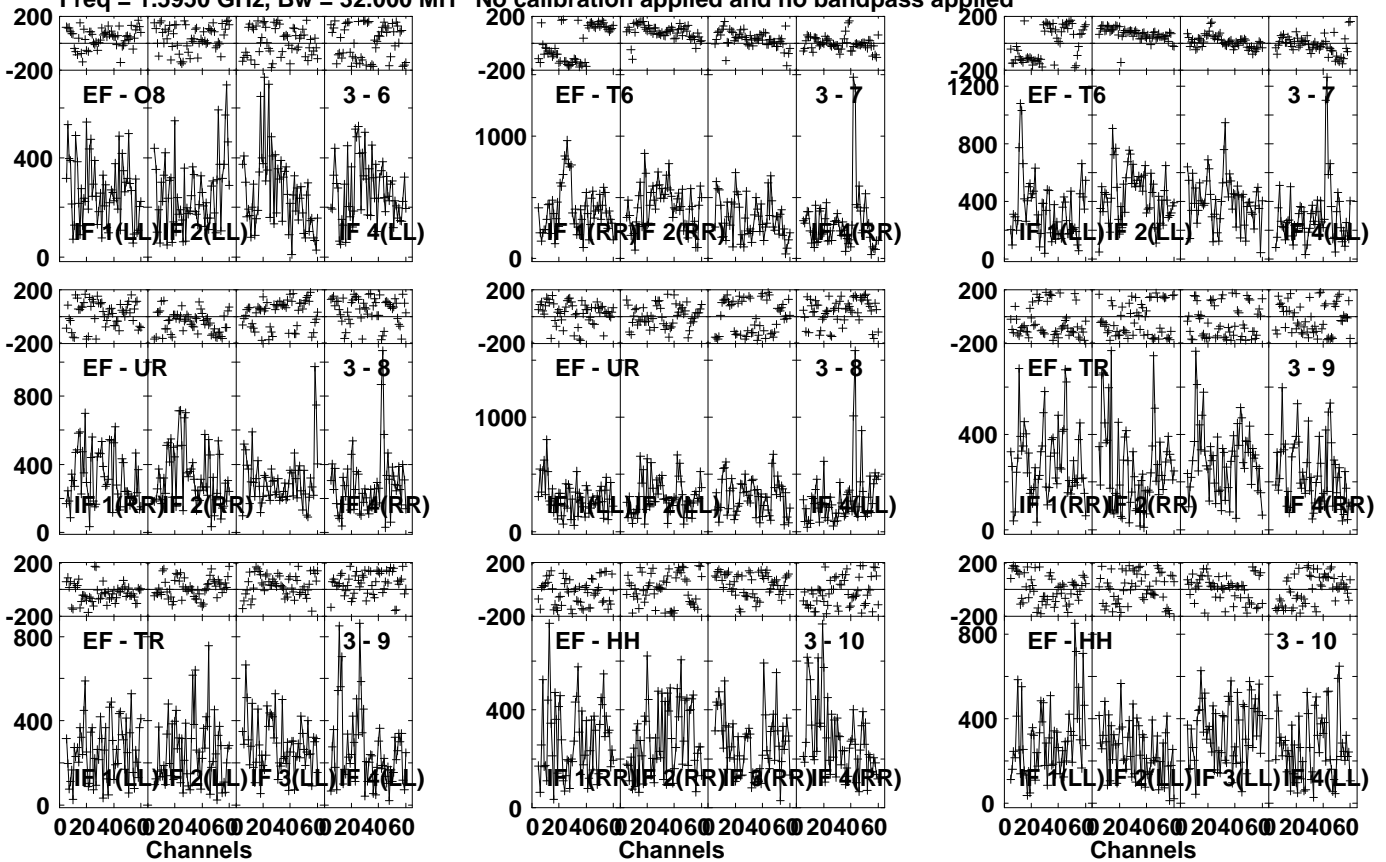 Freq = 1.5950 GHz, Bw = 32.000 MH No calibration applied and no bandpass applied
200
-200
EF - O8 3 - 6
400
0
IF 1(LL) IF 2(LL) IF 4(LL)
200
-200
EF - T6 3 - 7
1000
500
0
IF 1(RR) IF 2(RR) IF 4(RR)
200
-200
1200
EF - T6 3 - 7
800
400
0
IF 1(LL) IF 2(LL) IF 4(LL)
200
-200
EF - UR 3 - 8
800
400
0
IF 1(RR) IF 2(RR) IF 4(RR)
200
-200
EF - UR 3 - 8
1000
0
IF 1(LL) IF 2(LL) IF 4(LL)
200
-200
EF - TR 3 - 9
400
0
IF 1(RR) IF 2(RR) IF 4(RR)
200
-200
800
EF - TR 3 - 9
400
0
IF 1(LL) IF 2(LL) IF 3(LL) IF 4(LL)
0 20 40 60 0 20 40 60 0 20 40 60 0 20 40 60
Channels
200
-200
EF - HH 3 - 10
400
0
IF 1(RR) IF 2(RR) IF 3(RR) IF 4(RR)
0 20 40 60 0 20 40 60 0 20 40 60 0 20 40 60
Channels
200
-200
800
EF - HH 3 - 10
400
0
IF 1(LL) IF 2(LL) IF 3(LL) IF 4(LL)
0 20 40 60 0 20 40 60 0 20 40 60 0 20 40 60
Channels